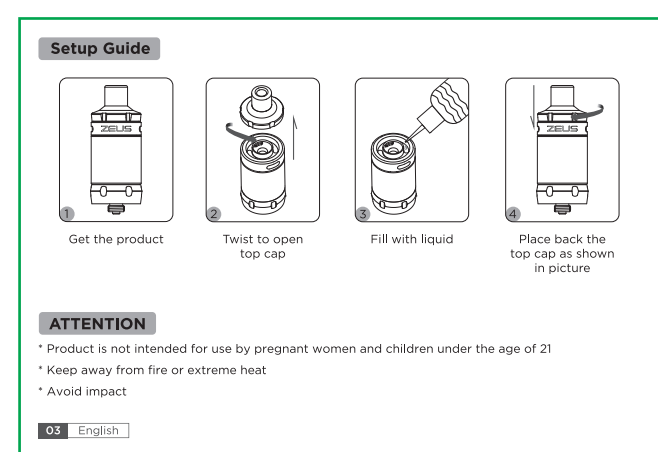 Setup Guide
ZEUS
1
Get the product
2
Twist to open
top cap
3
Fill with liquid
ZEUS
4
Place back the
top cap as shown
in picture
ATTENTION
* Product is not intended for use by pregnant women and children under the age of 21
* Keep away from fire or extreme heat
* Avoid impact
03 English